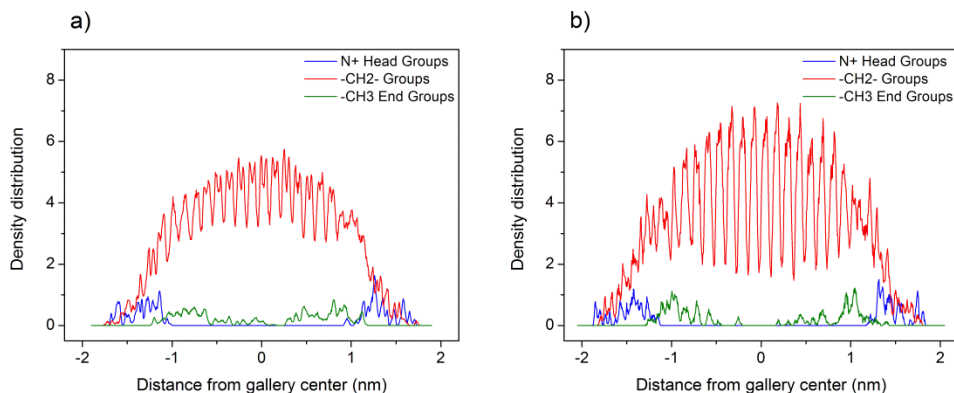 a)
N+ Head Groups
-CH2- Groups
-CH3 End Groups
8
6
4
2
0
Density distribution
-2 -1 0 1 2
Distance from gallery center (nm)
b)
N+ Head Groups
-CH2- Groups
-CH3 End Groups
8
6
4
2
0
Density distribution
-2 -1 0 1 2
Distance from gallery center (nm)